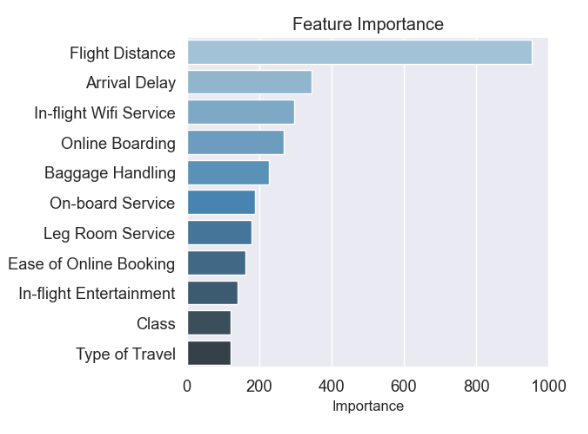 Feature Importance
Flight Distance
Arrival Delay
In-flight Wifi Service
Online Boarding
Baggage Handling
On-board Service
Leg Room Service
Ease of Online Booking
In-flight Entertainment
Class
Type of Travel
0 200 400 600 800 1000
Importance